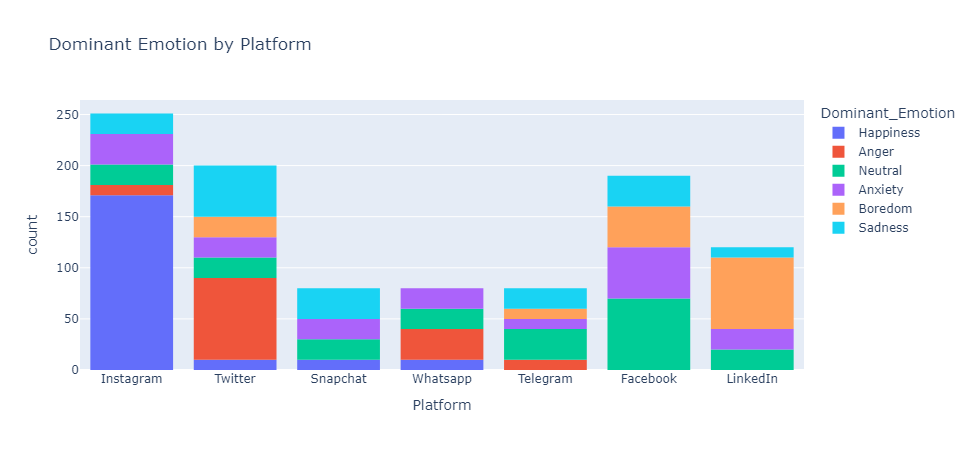 Dominant Emotion by Platform
250
200
150
100
50
0
count
Instagram Twitter Snapchat Whatsapp Telegram Facebook LinkedIn
Platform
Dominant_Emotion
Happiness
Anger
Neutral
Anxiety
Boredom
Sadness